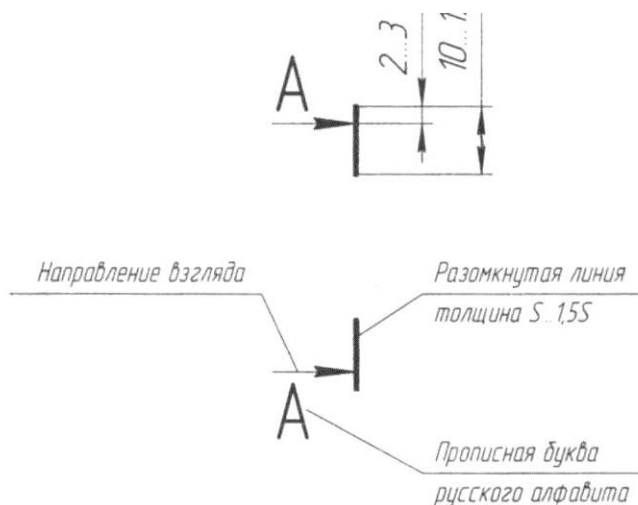 2...3
10...1
А
Направление взгляда
Разомкнутая линия
толщина S...1,5S
А
Прописная буква
русского алфавита